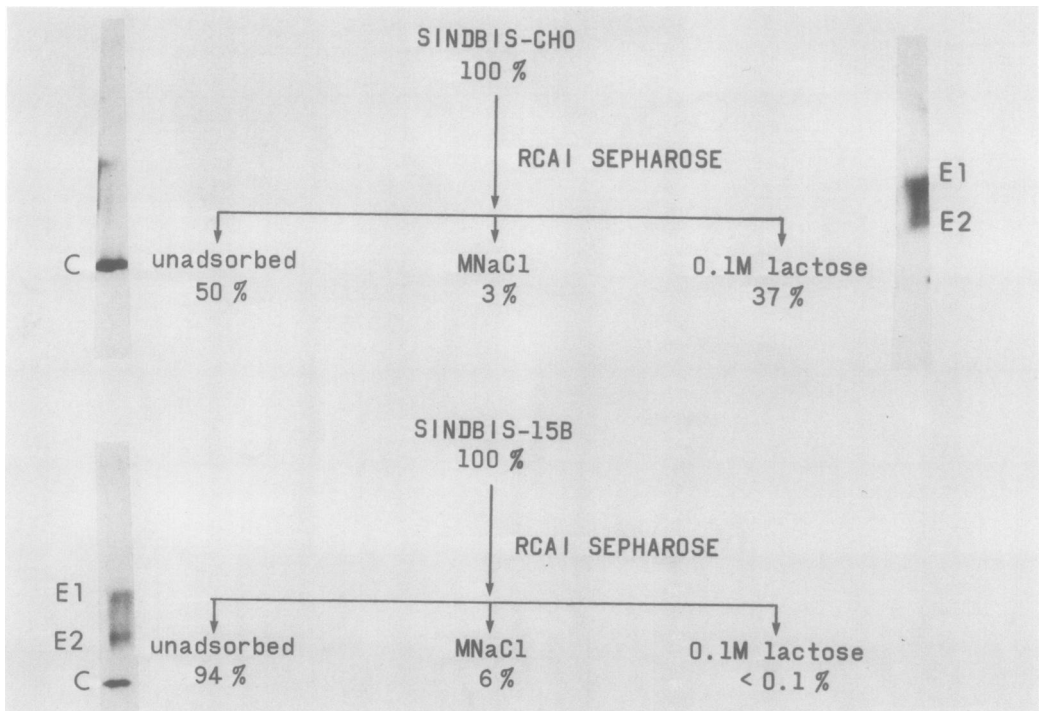 SINDBIS-CHO
100 %
RCAI SEPHAROSE
E1
E2
C
unadsorbed
50 %
MNaCl
3 %
0.1M lactose
37 %
SINDBIS-15B
100 %
RCAI SEPHAROSE
E1
E2
C
unadsorbed
94 %
MNaCl
6 %
0.1M lactose
< 0.1 %